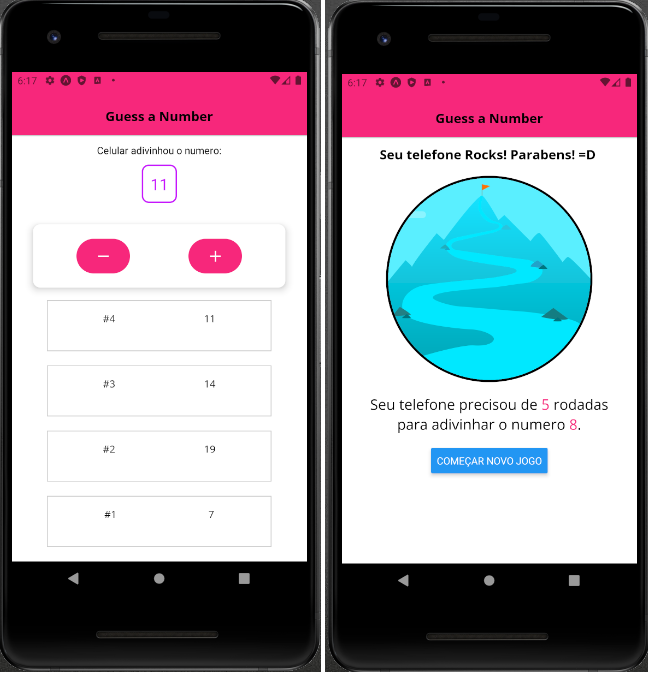 6:17
Guess a Number
Celular adivinhou o numero:
11
− +
#4 11
#3 14
#2 19
#1 7
6:17
Guess a Number
Seu telefone Rocks! Parabens! =D
Seu telefone precisou de 5 rodadas
para adivinhar o numero 8.
COMEÇAR NOVO JOGO